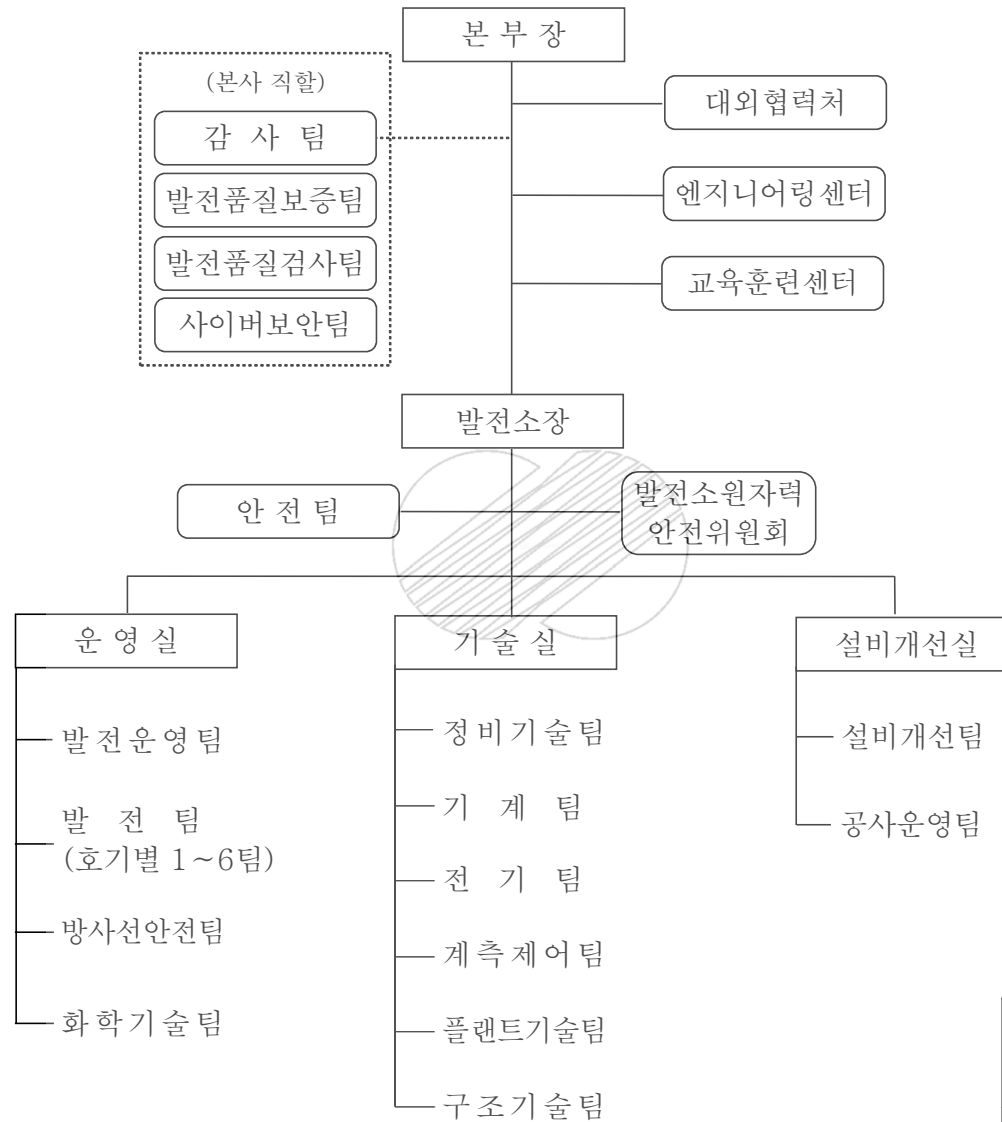 본 부 장
(본사 직할)
감 사 팀
발전품질보증팀
발전품질검사팀
사이버보안팀
대외협력처
엔지니어링센터
교육훈련센터
발전소장
안 전 팀
발전소원자력
안전위원회
운 영 실
발전운영팀
발 전 팀
(호기별 1~6팀)
방사선안전팀
화학기술팀
기 술 실
정비기술팀
기 계 팀
전 기 팀
계측제어팀
플랜트기술팀
구조기술팀
설비개선실
설비개선팀
공사운영팀